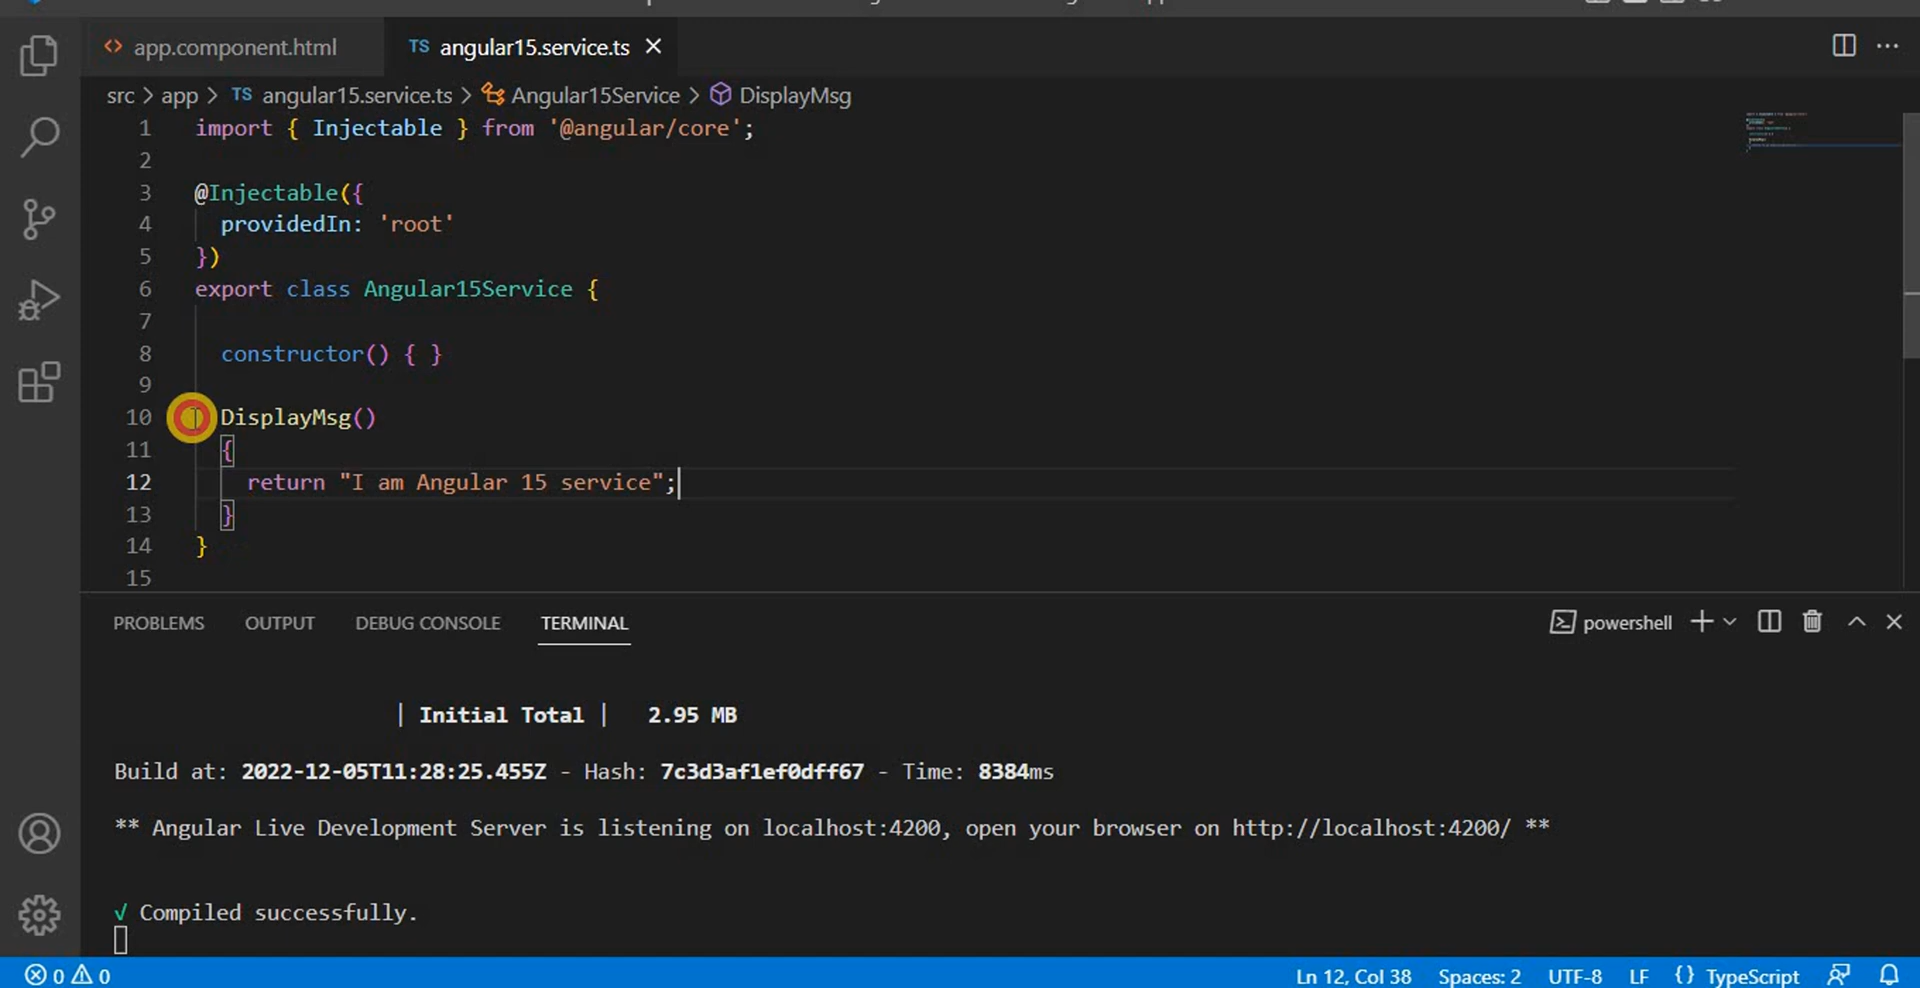 app.component.html
TS angular15.service.ts
src > app > TS angular15.service.ts > Angular15Service > DisplayMsg
1 import { Injectable } from '@angular/core';
2
3 @Injectable({
4 providedIn: 'root'
5 })
6 export class Angular15Service {
7
8 constructor() { }
9
10 DisplayMsg()
11 {
12 return "I am Angular 15 service";
13 }
14 }
15
PROBLEMS OUTPUT DEBUG CONSOLE TERMINAL powershell
| Initial Total | 2.95 MB
Build at: 2022-12-05T11:28:25.455Z - Hash: 7c3d3af1ef0dff67 - Time: 8384ms
** Angular Live Development Server is listening on localhost:4200, open your browser on http://localhost:4200/ **
√ Compiled successfully.
0 0 Ln 12, Col 38 Spaces: 2 UTF-8 LF {} TypeScript